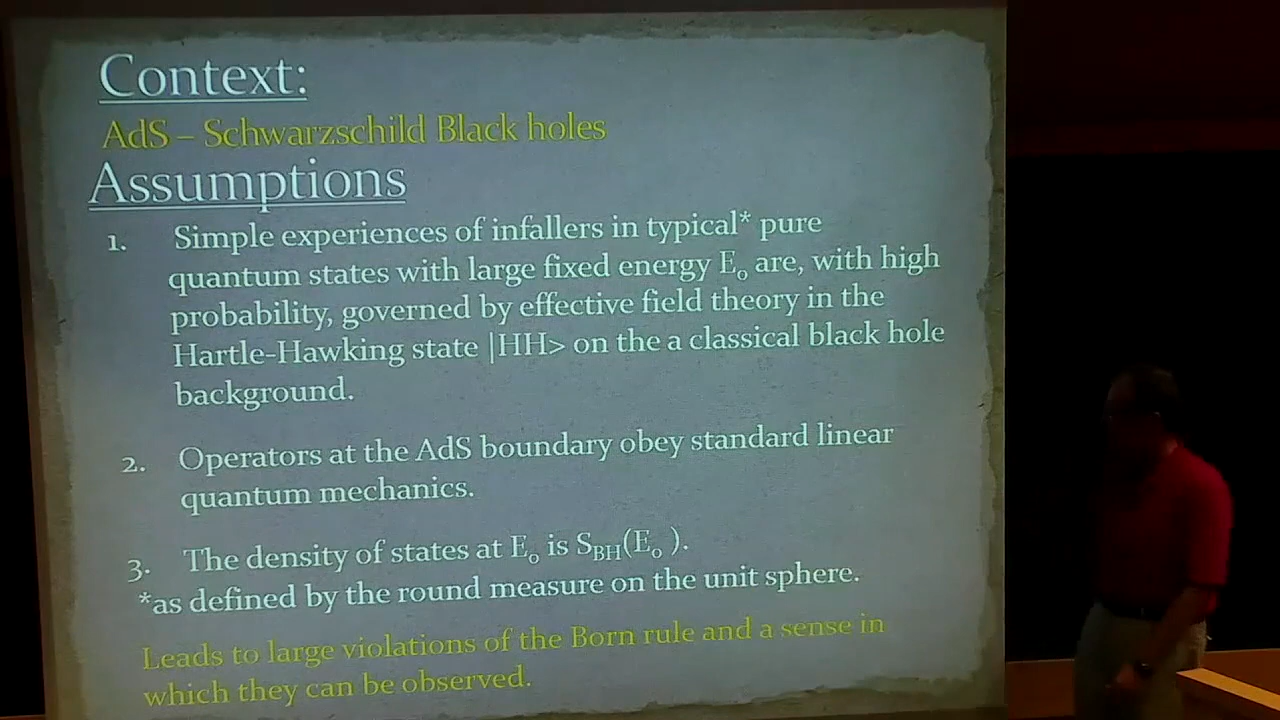 Context:
AdS – Schwarzschild Black holes
Assumptions
1. Simple experiences of infallers in typical* pure
quantum states with large fixed energy E₀ are, with high
probability, governed by effective field theory in the
Hartle-Hawking state |HH> on the a classical black hole
background.
2. Operators at the AdS boundary obey standard linear
quantum mechanics.
3. The density of states at E₀ is S_BH(E₀ ).
*as defined by the round measure on the unit sphere.
Leads to large violations of the Born rule and a sense in
which they can be observed.